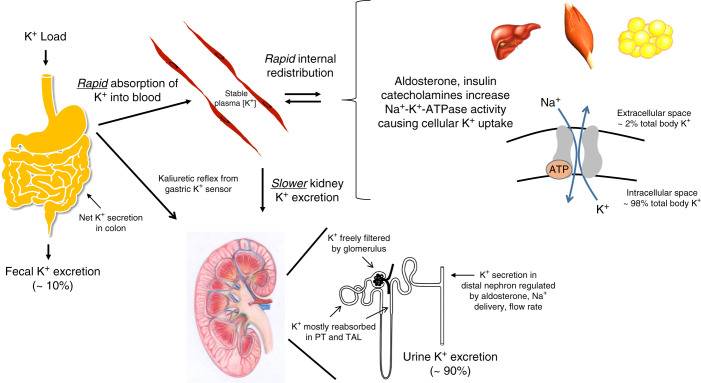 K⁺ Load
Rapid absorption of
K⁺ into blood
Stable
plasma [K⁺]
Rapid internal
redistribution
Aldosterone, insulin
catecholamines increase
Na⁺-K⁺-ATPase activity
causing cellular K⁺ uptake
Na⁺
Extracellular space
~ 2% total body K⁺
ATP
Intracellular space
~ 98% total body K⁺
K⁺
Kaliuretic reflex from
gastric K⁺ sensor
Slower kidney
K⁺ excretion
Net K⁺ secretion
in colon
Fecal K⁺ excretion
(~ 10%)
K⁺ freely filtered
by glomerulus
K⁺ secretion in
distal nephron regulated
by aldosterone, Na⁺
delivery, flow rate
K⁺ mostly reabsorbed
in PT and TAL
Urine K⁺ excretion
(~ 90%)